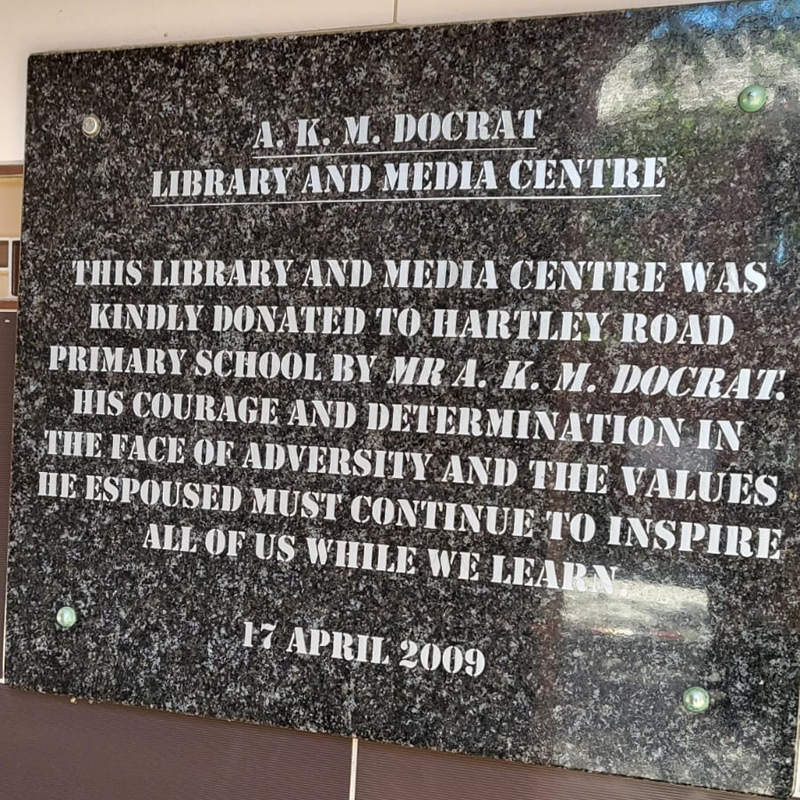 A. K. M. DOCRAT
LIBRARY AND MEDIA CENTRE
THIS LIBRARY AND MEDIA CENTRE WAS
KINDLY DONATED TO HARTLEY ROAD
PRIMARY SCHOOL BY MR A. K. M. DOCRAT.
HIS COURAGE AND DETERMINATION IN
THE FACE OF ADVERSITY AND THE VALUES
HE ESPOUSED MUST CONTINUE TO INSPIRE
ALL OF US WHILE WE LEARN.
17 APRIL 2009